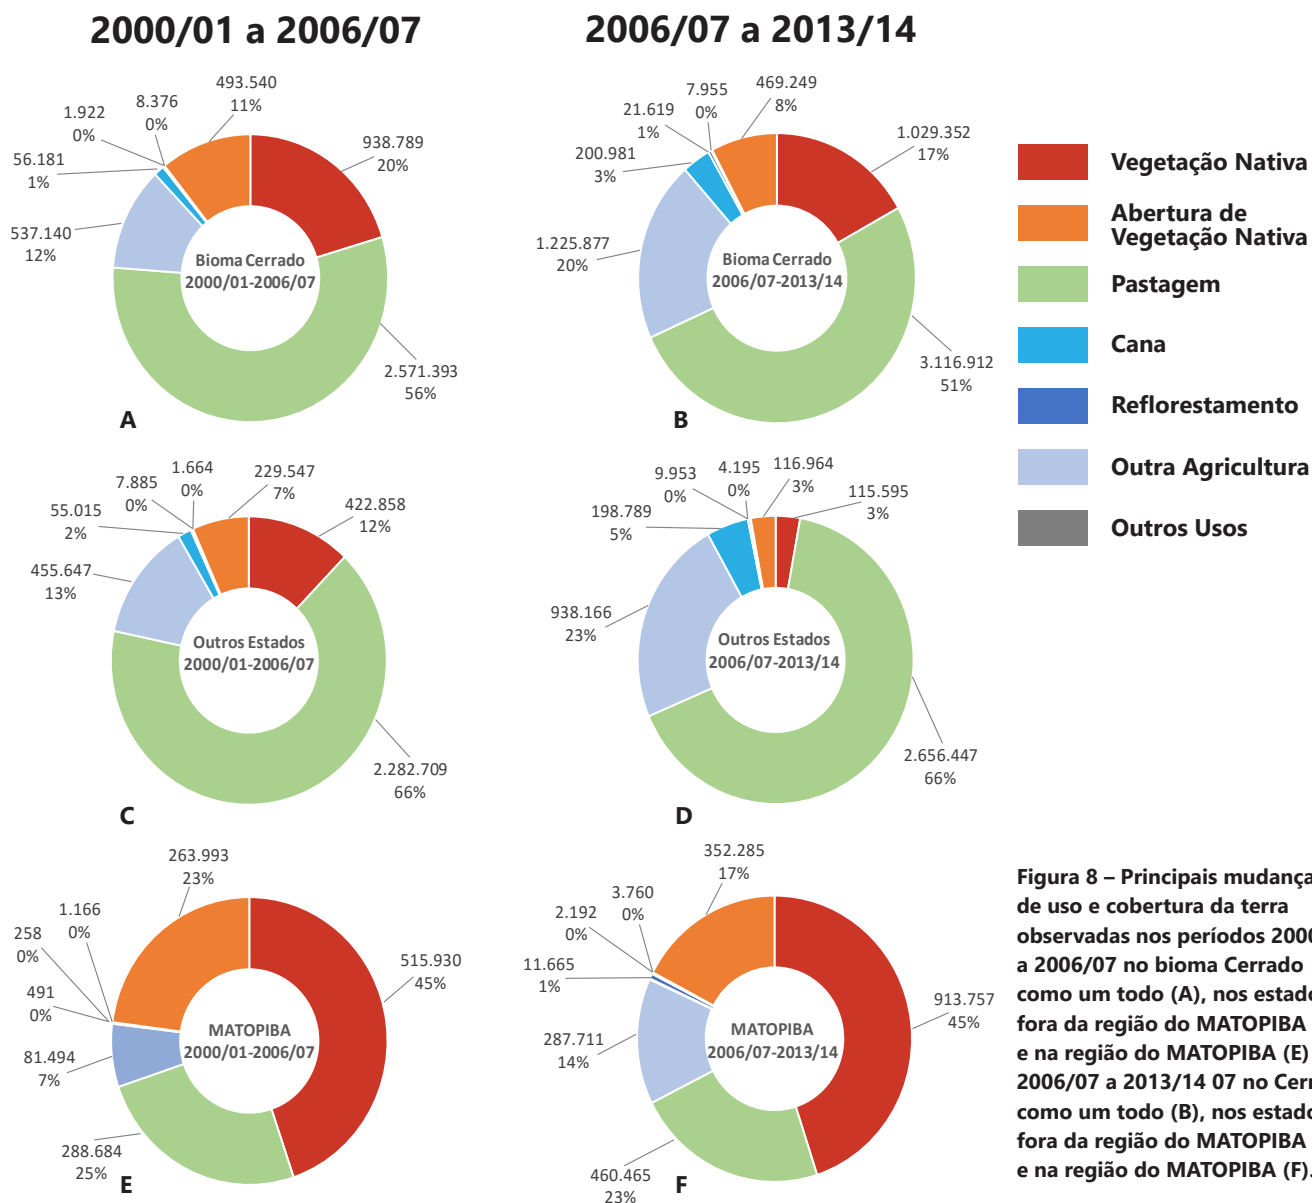 2000/01 a 2006/07
2006/07 a 2013/14
493.540
11%
8.376
0%
1.922
0%
56.181
1%
537.140
12%
938.789
20%
2.571.393
56%
Bioma Cerrado
2000/01-2006/07
A
469.249
8%
7.955
0%
21.619
1%
200.981
3%
1.225.877
20%
1.029.352
17%
3.116.912
51%
Bioma Cerrado
2006/07-2013/14
B
Vegetação Nativa
Abertura de
Vegetação Nativa
Pastagem
Cana
Reflorestamento
Outra Agricultura
Outros Usos
229.547
7%
1.664
0%
7.885
0%
55.015
2%
455.647
13%
422.858
12%
2.282.709
66%
Outros Estados
2000/01-2006/07
C
116.964
3%
4.195
0%
9.953
0%
198.789
5%
938.166
23%
115.595
3%
2.656.447
66%
Outros Estados
2006/07-2013/14
D
263.993
23%
1.166
0%
258
0%
491
0%
81.494
7%
288.684
25%
515.930
45%
MATOPIBA
2000/01-2006/07
E
352.285
17%
3.760
0%
2.192
0%
11.665
1%
287.711
14%
460.465
23%
913.757
45%
MATOPIBA
2006/07-2013/14
F
Figura 8 – Principais mudança
de uso e cobertura da terra
observadas nos períodos 2000
a 2006/07 no bioma Cerrado
como um todo (A), nos estado
fora da região do MATOPIBA
e na região do MATOPIBA (E)
2006/07 a 2013/14 07 no Cerr
como um todo (B), nos estado
fora da região do MATOPIBA
e na região do MATOPIBA (F).